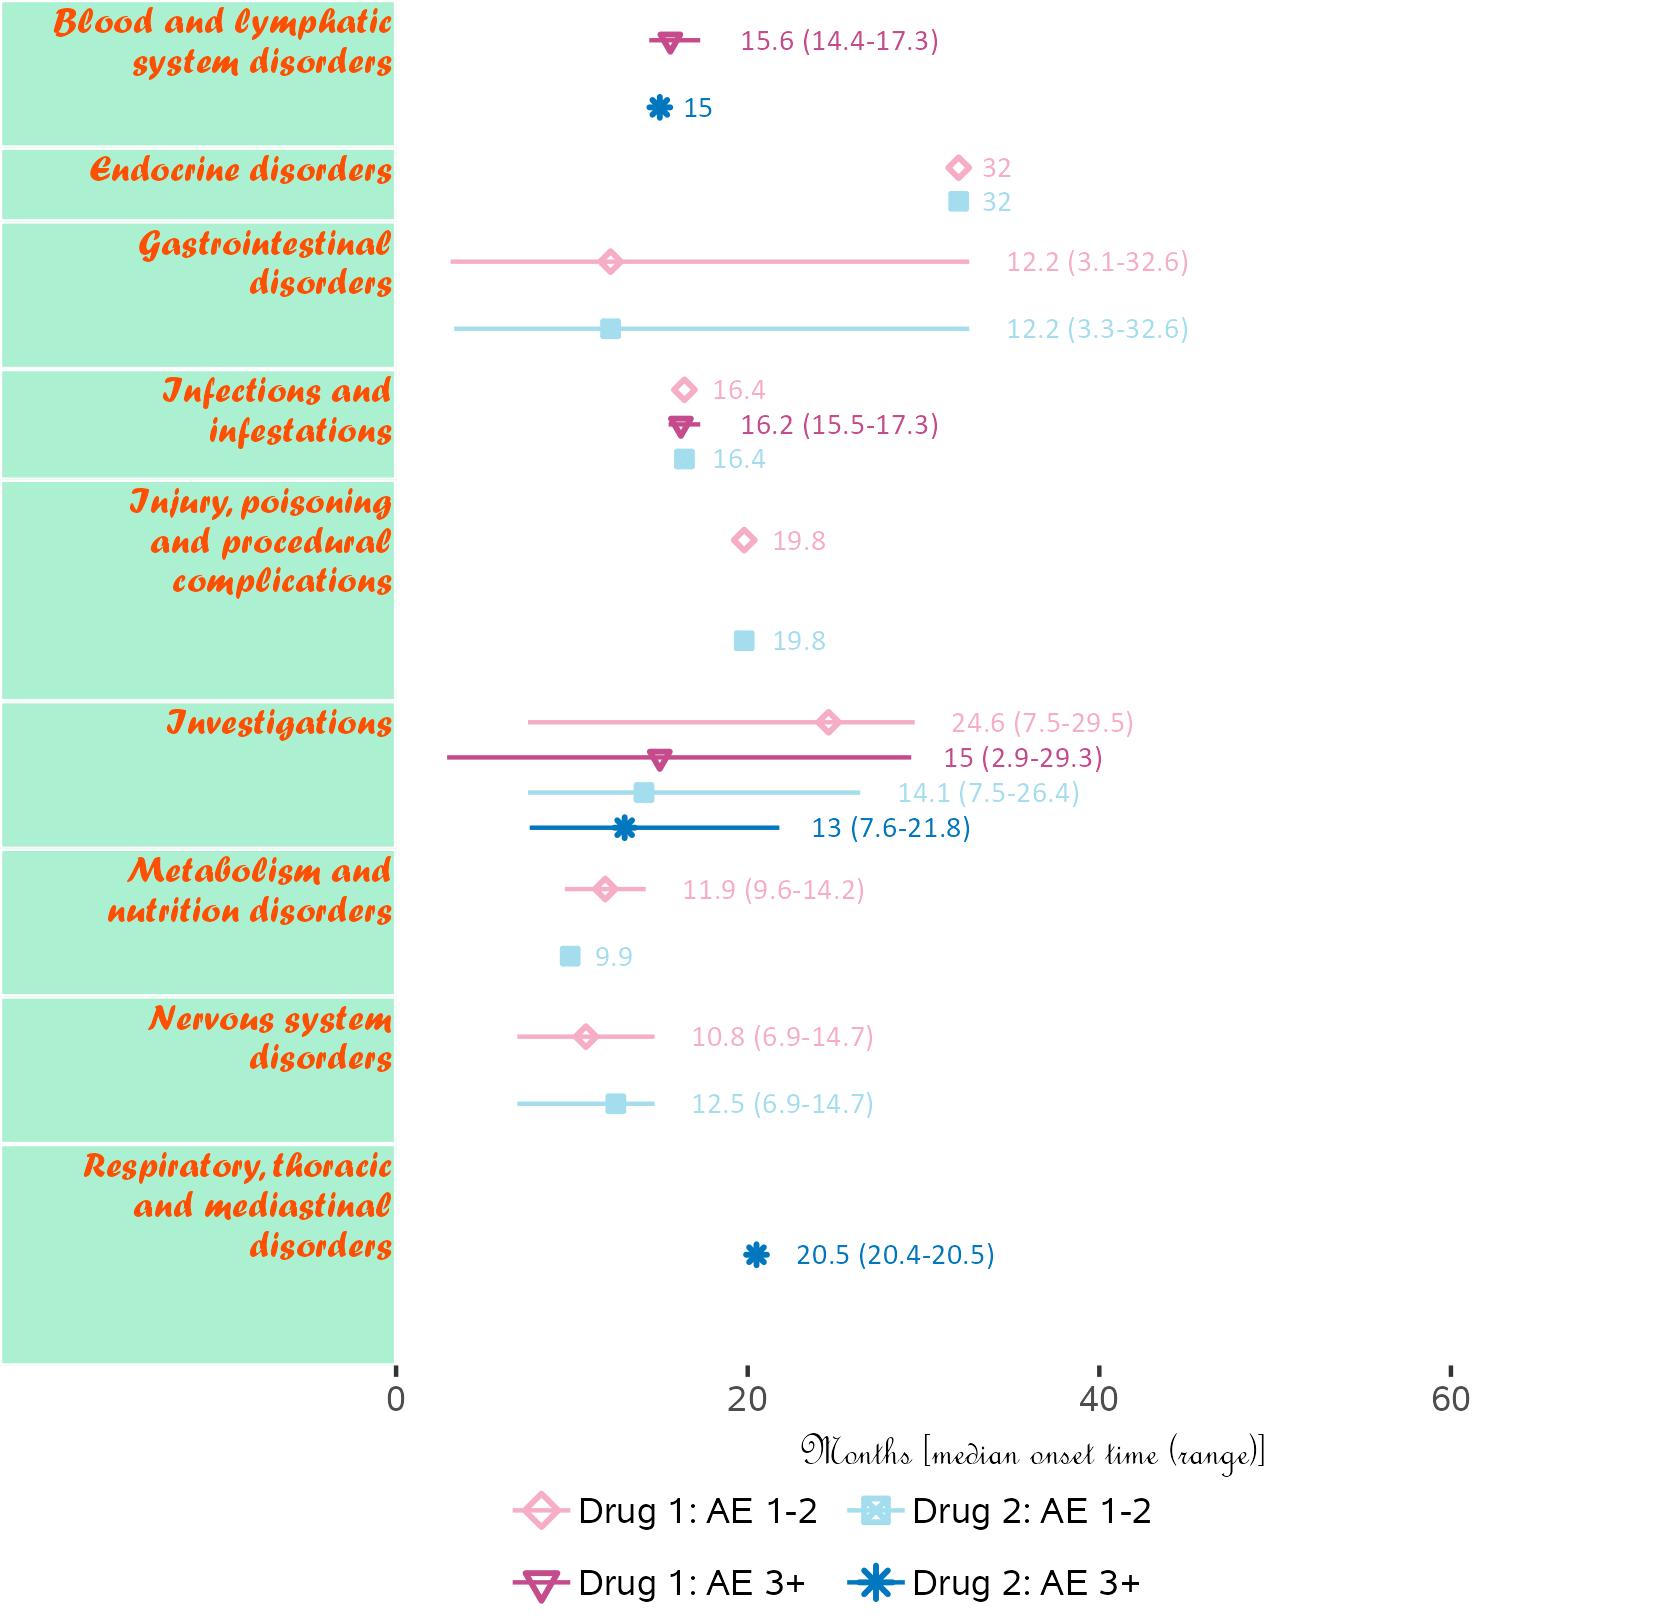 Blood and lymphatic
system disorders
15.6 (14.4-17.3)
15
Endocrine disorders
32
32
Gastrointestinal
disorders
12.2 (3.1-32.6)
12.2 (3.3-32.6)
Infections and
infestations
16.4
16.2 (15.5-17.3)
16.4
Injury, poisoning
and procedural
complications
19.8
19.8
Investigations
24.6 (7.5-29.5)
15 (2.9-29.3)
14.1 (7.5-26.4)
13 (7.6-21.8)
Metabolism and
nutrition disorders
11.9 (9.6-14.2)
9.9
Nervous system
disorders
10.8 (6.9-14.7)
12.5 (6.9-14.7)
Respiratory, thoracic
and mediastinal
disorders
20.5 (20.4-20.5)
0 20 40 60
Months [median onset time (range)]
Drug 1: AE 1-2 Drug 2: AE 1-2
Drug 1: AE 3+ Drug 2: AE 3+